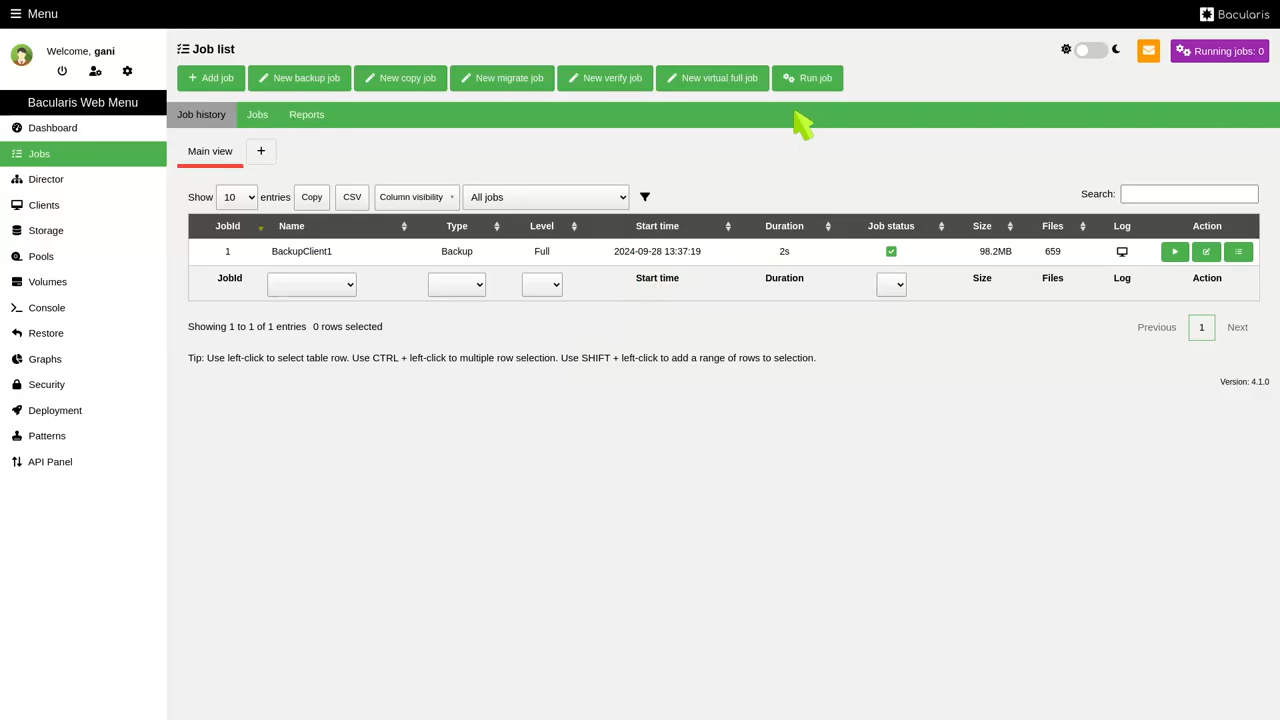 Menu
Bacularis
Welcome, gani
Bacularis Web Menu
Dashboard
Jobs
Director
Clients
Storage
Pools
Volumes
Console
Restore
Graphs
Security
Deployment
Patterns
API Panel
Job list
Running jobs: 0
Add job
New backup job
New copy job
New migrate job
New verify job
New virtual full job
Run job
Job history
Jobs
Reports
Main view
+
Show 10 entries
Copy
CSV
Column visibility
All jobs
Search:
JobId Name Type Level Start time Duration Job status Size Files Log Action
1 BackupClient1 Backup Full 2024-09-28 13:37:19 2s 98.2MB 659
JobId Start time Duration Size Files Log Action
Showing 1 to 1 of 1 entries 0 rows selected
Previous 1 Next
Tip: Use left-click to select table row. Use CTRL + left-click to multiple row selection. Use SHIFT + left-click to add a range of rows to selection.
Version: 4.1.0